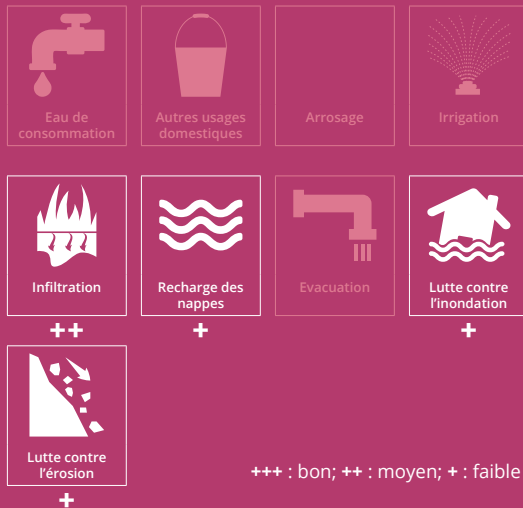 Eau de
consommation
Autres usages
domestiques
Arrosage
Irrigation
Infiltration
Recharge des
nappes
Evacuation
Lutte contre
l'inondation
++
+
+
Lutte contre
l'érosion
+++ : bon; ++ : moyen; + : faible
+